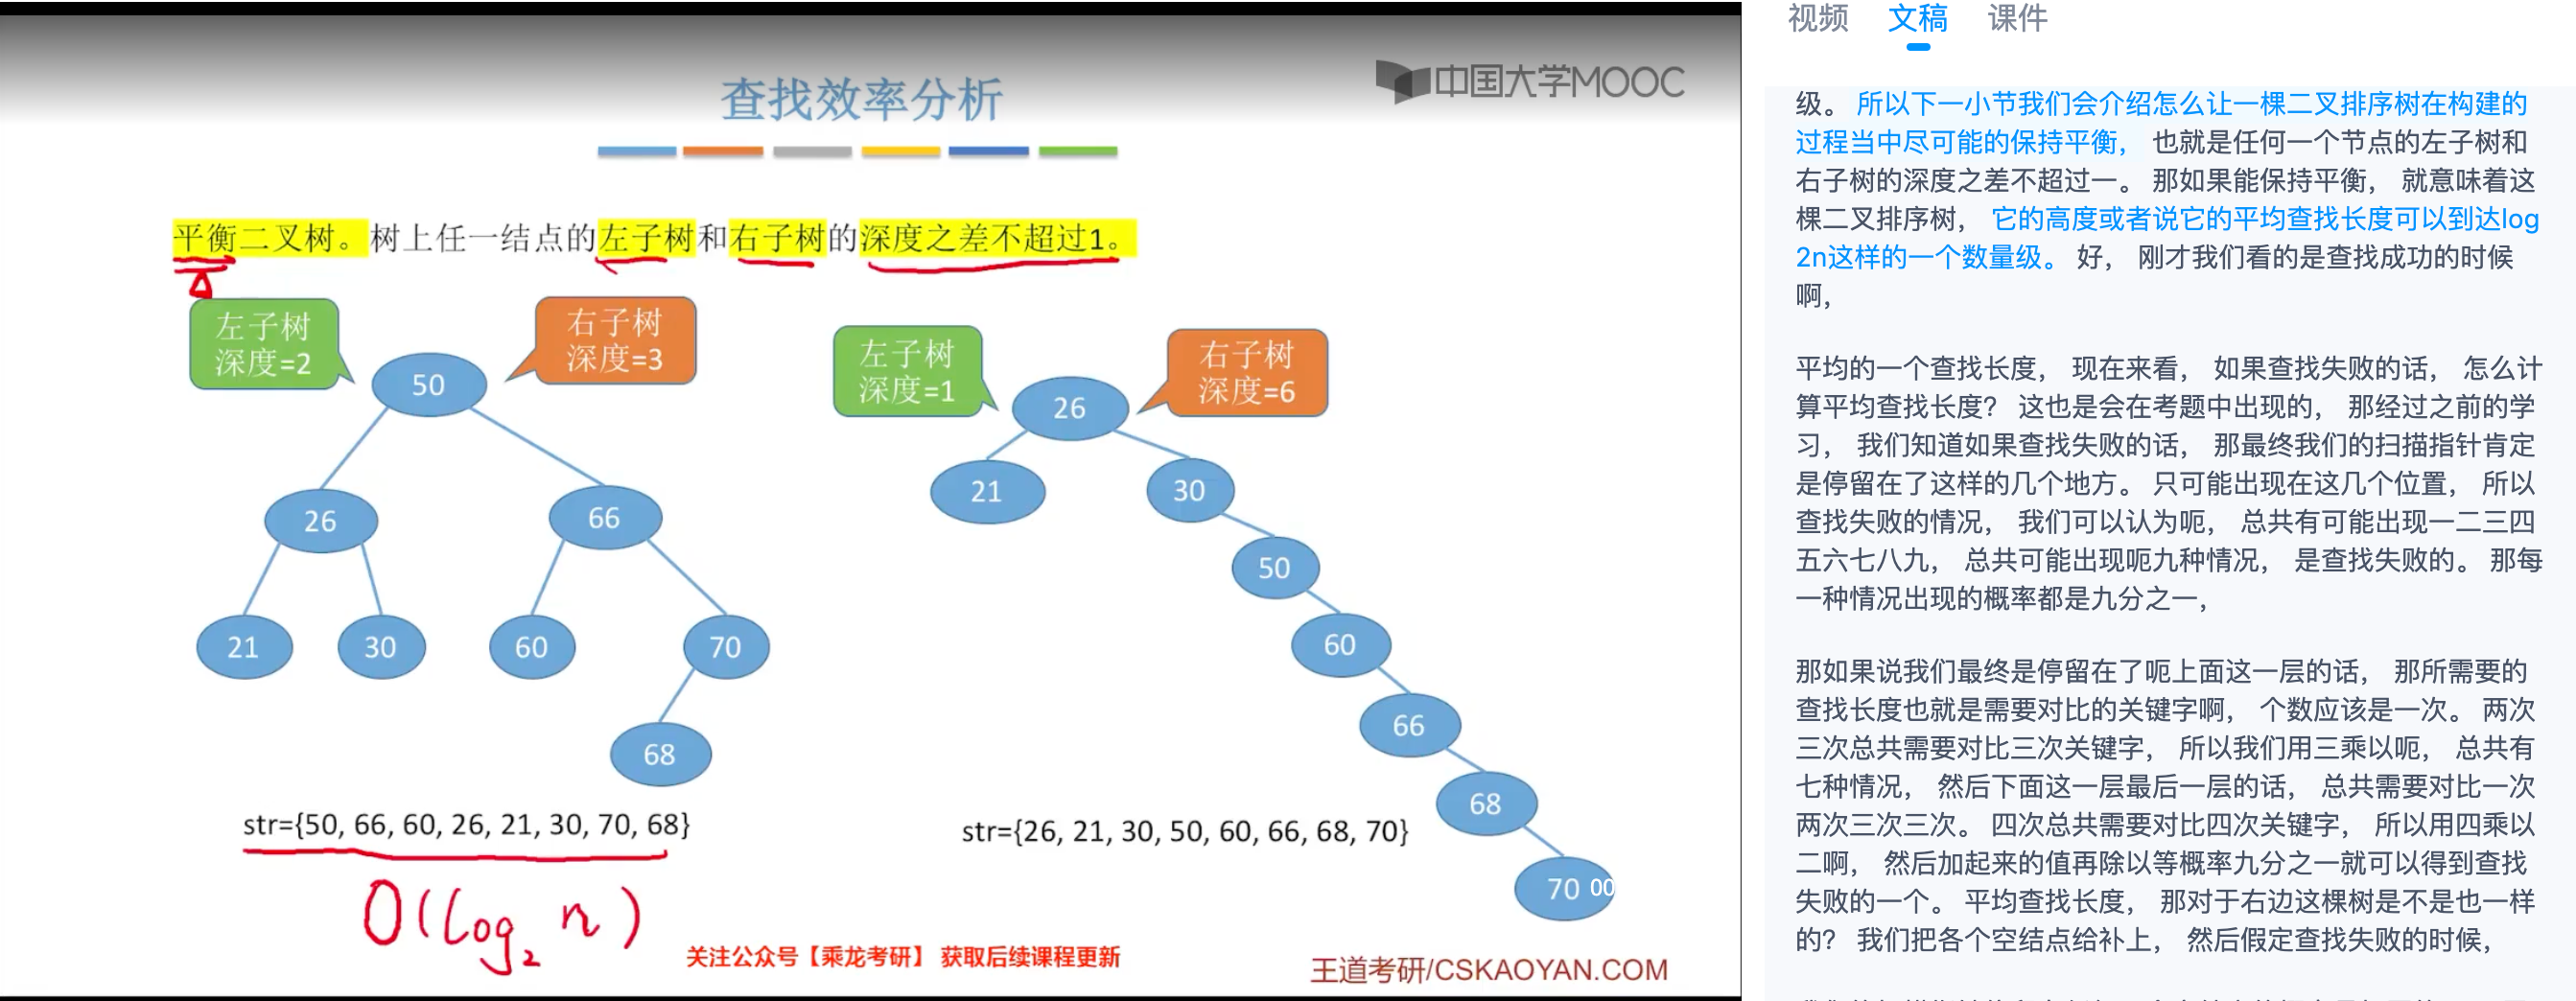 查找效率分析
中国大学MOOC
平衡二叉树。树上任一结点的左子树和右子树的深度之差不超过1。
左子树
深度=2
右子树
深度=3
50
26
66
21
30
60
70
68
str={50, 66, 60, 26, 21, 30, 70, 68}
O(log₂ n)
左子树
深度=1
右子树
深度=6
26
21
30
50
60
66
68
70
00
str={26, 21, 30, 50, 60, 66, 68, 70}
关注公众号【乘龙考研】 获取后续课程更新
王道考研/CSKAOYAN.COM
视频 文稿 课件
级。 所以下一小节我们会介绍怎么让一棵二叉排序树在构建的
过程当中尽可能的保持平衡， 也就是任何一个节点的左子树和
右子树的深度之差不超过一。 那如果能保持平衡， 就意味着这
棵二叉排序树， 它的高度或者说它的平均查找长度可以到达log
2n这样的一个数量级。 好， 刚才我们看的是查找成功的时候
啊，
平均的一个查找长度， 现在来看， 如果查找失败的话， 怎么计
算平均查找长度？ 这也是会在考题中出现的， 那经过之前的学
习， 我们知道如果查找失败的话， 那最终我们的扫描指针肯定
是停留在了这样的几个地方。 只可能出现在这几个位置， 所以
查找失败的情况， 我们可以认为呃， 总共有可能出现一二三四
五六七八九， 总共可能出现呃九种情况， 是查找失败的。 那每
一种情况出现的概率都是九分之一，
那如果说我们最终是停留在了呃上面这一层的话， 那所需要的
查找长度也就是需要对比的关键字啊， 个数应该是一次。 两次
三次总共需要对比三次关键字， 所以我们用三乘以呃， 总共有
七种情况， 然后下面这一层最后一层的话， 总共需要对比一次
两次三次三次。 四次总共需要对比四次关键字， 所以用四乘以
二啊， 然后加起来的值再除以等概率九分之一就可以得到查找
失败的一个。 平均查找长度， 那对于右边这棵树是不是也一样
的？ 我们把各个空结点给补上， 然后假定查找失败的时候，